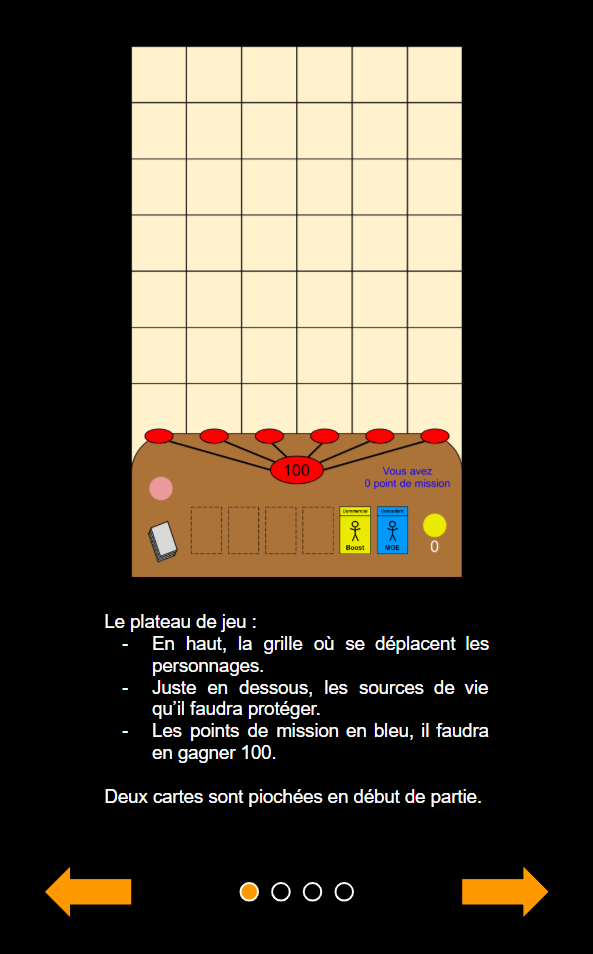 100
Vous avez
0 point de mission
Commercial
Boost
Consultant
MDE
0
Le plateau de jeu :
- En haut, la grille où se déplacent les
personnages.
- Juste en dessous, les sources de vie
qu’il faudra protéger.
- Les points de mission en bleu, il faudra
en gagner 100.
Deux cartes sont piochées en début de partie.